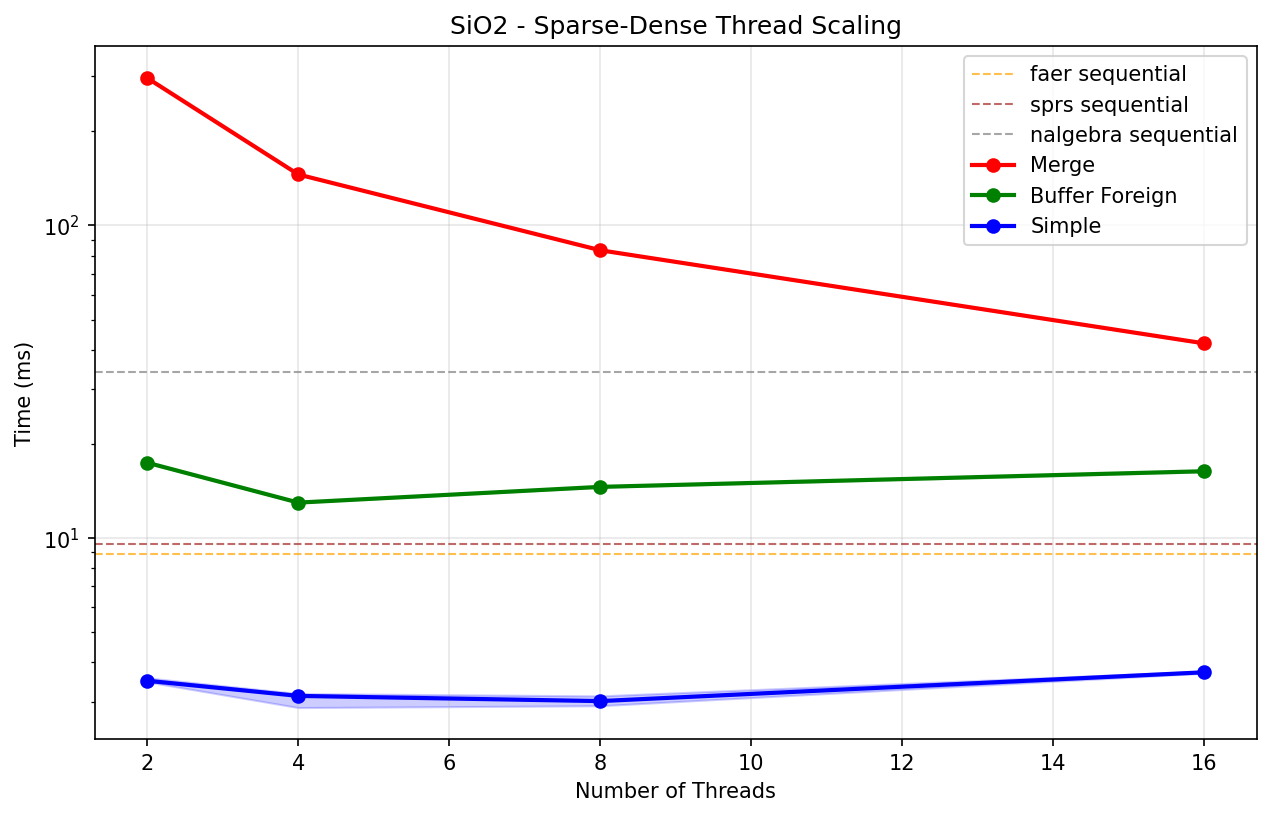 SiO2 - Sparse-Dense Thread Scaling
faer sequential
sprs sequential
nalgebra sequential
Merge
Buffer Foreign
Simple
Time (ms)
10²
10¹
2 4 6 8 10 12 14 16
Number of Threads